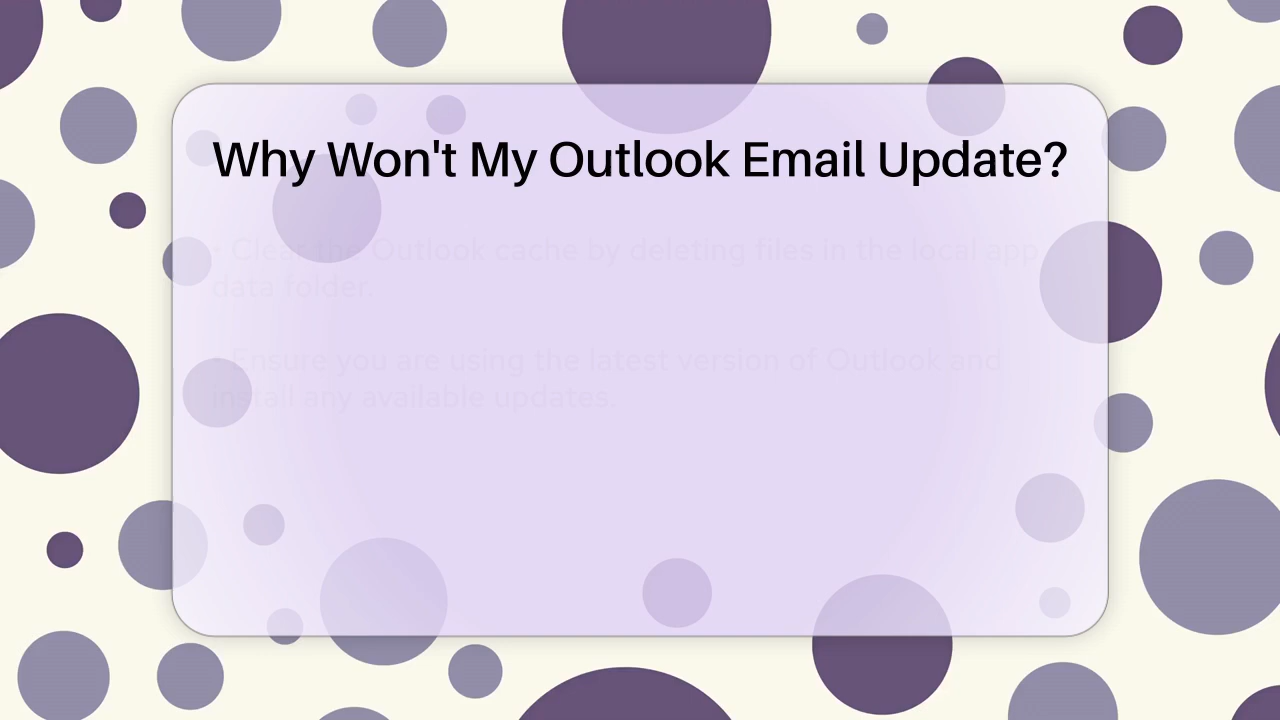 Why Won't My Outlook Email Update?
- Clear the Outlook cache by deleting files in the local app
data folder.
- Ensure you are using the latest version of Outlook and
install any available updates.